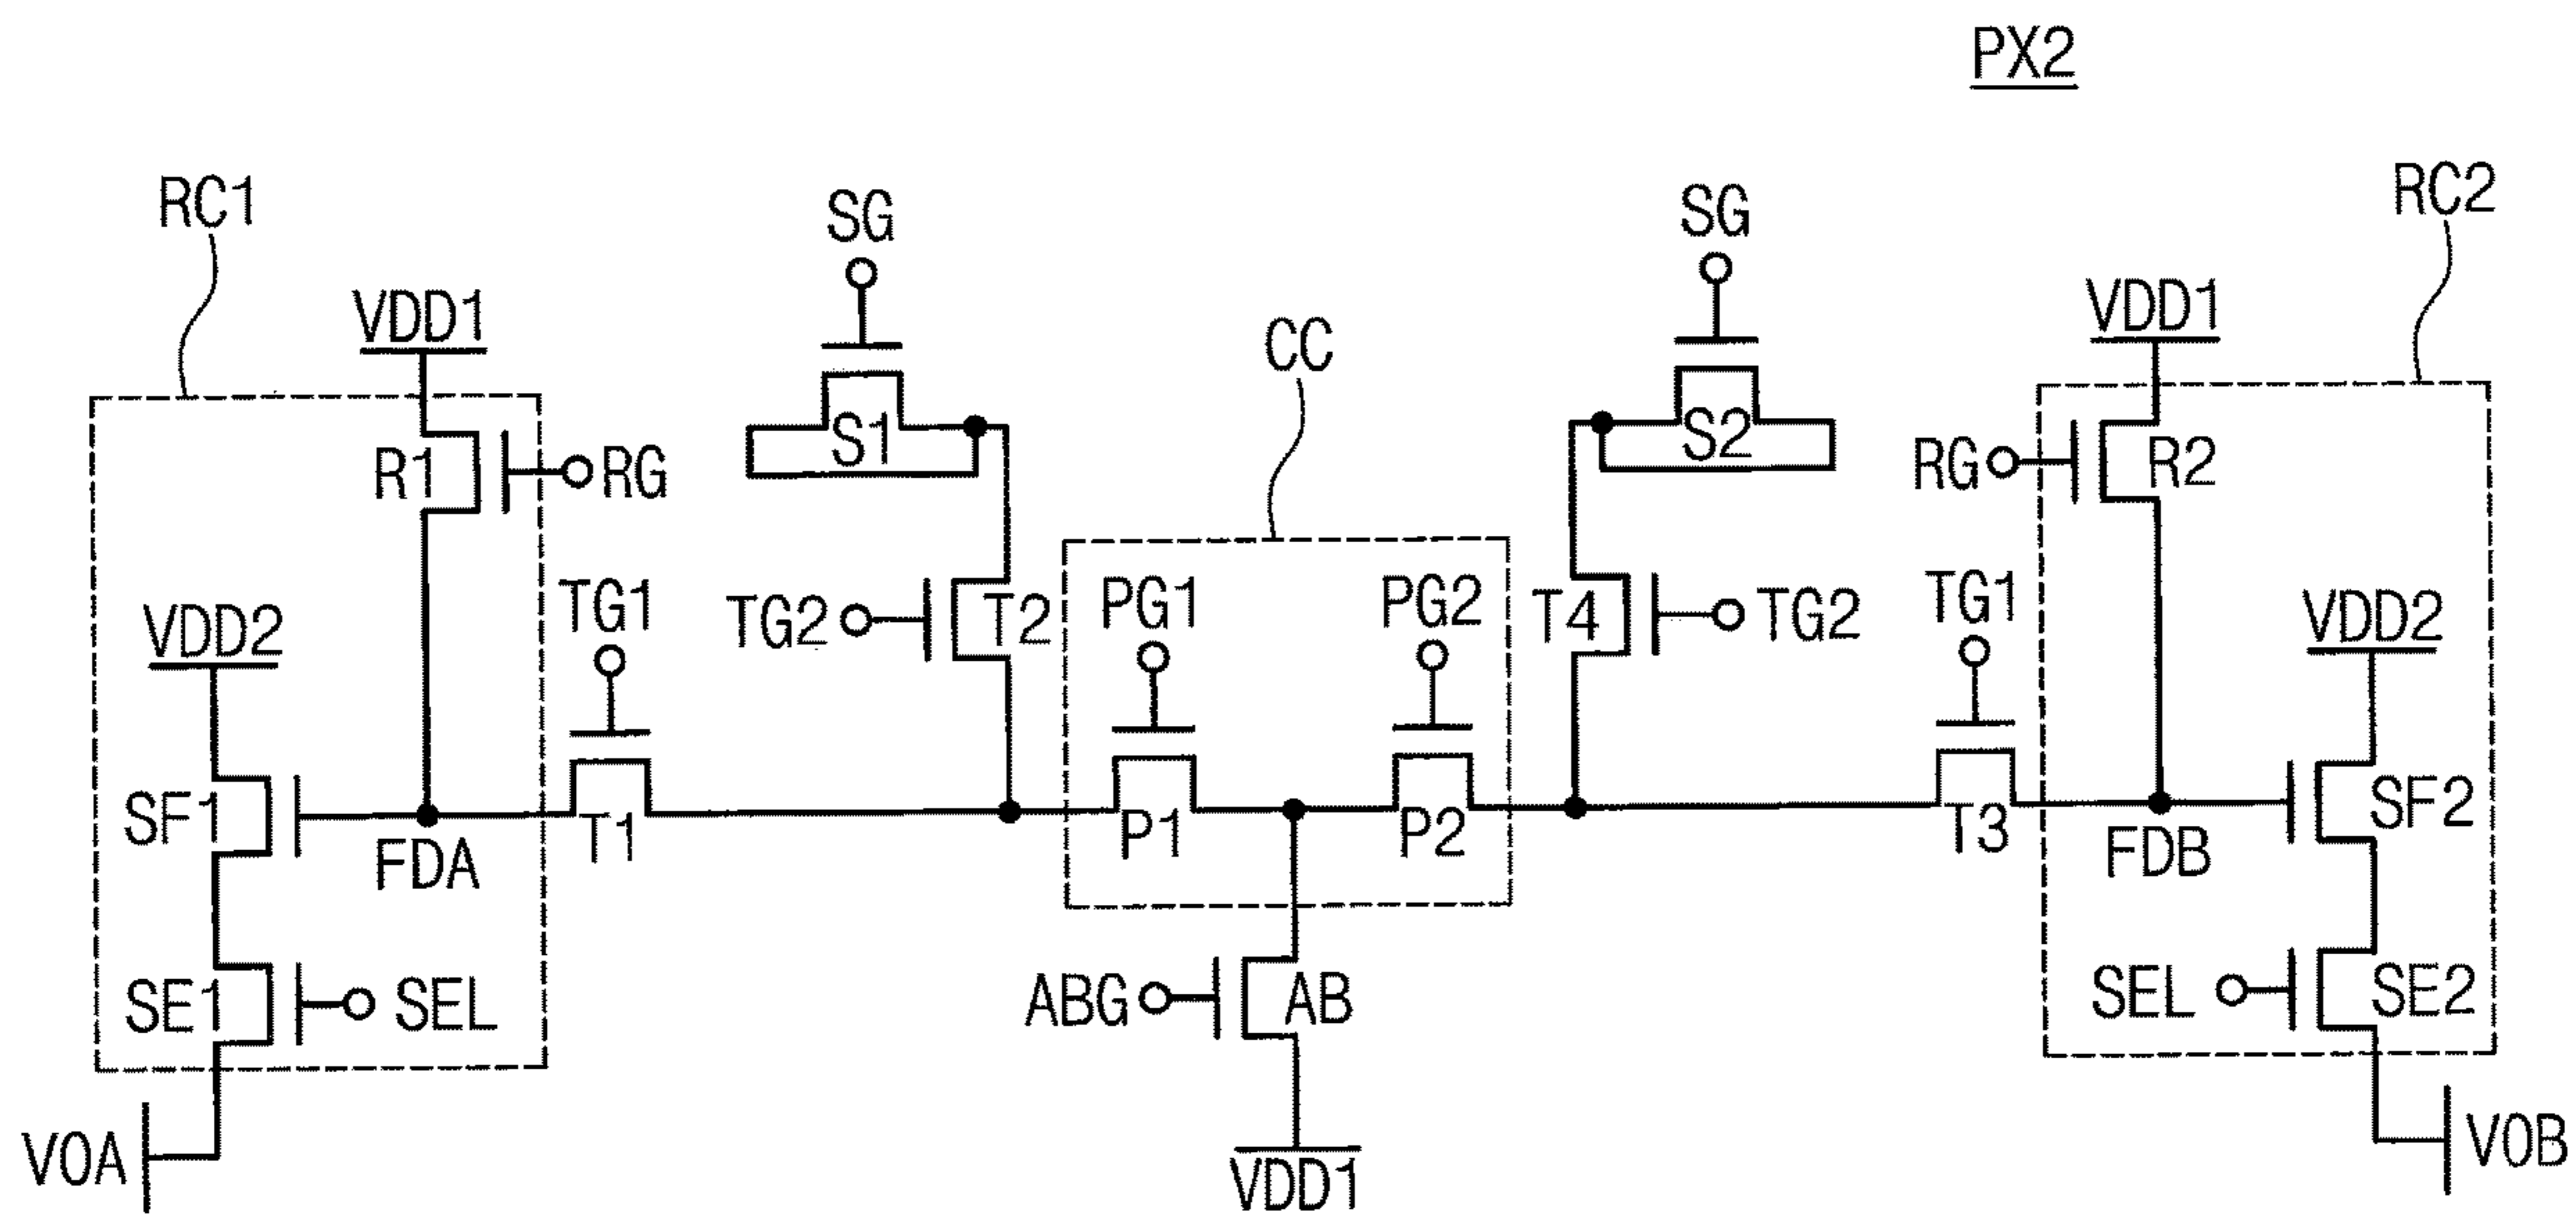 PX2
RC1
SG
SG
RC2
VDD1
CC
VDD1
S1
S2
R1
RG
RG
R2
VDD2
TG1
TG2
T2
PG1
PG2
T4
TG2
TG1
VDD2
SF1
FDA
T1
P1
P2
T3
FDB
SF2
SE1
SEL
ABG
AB
SEL
SE2
VOA
VDD1
VOB